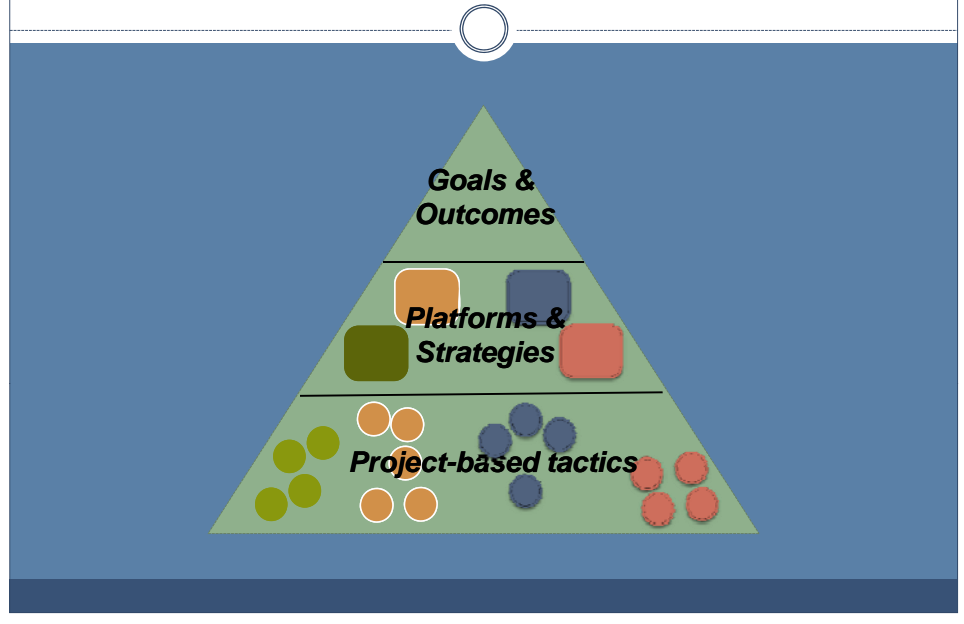 Goals &
Outcomes
Platforms &
Strategies
Project-based tactics